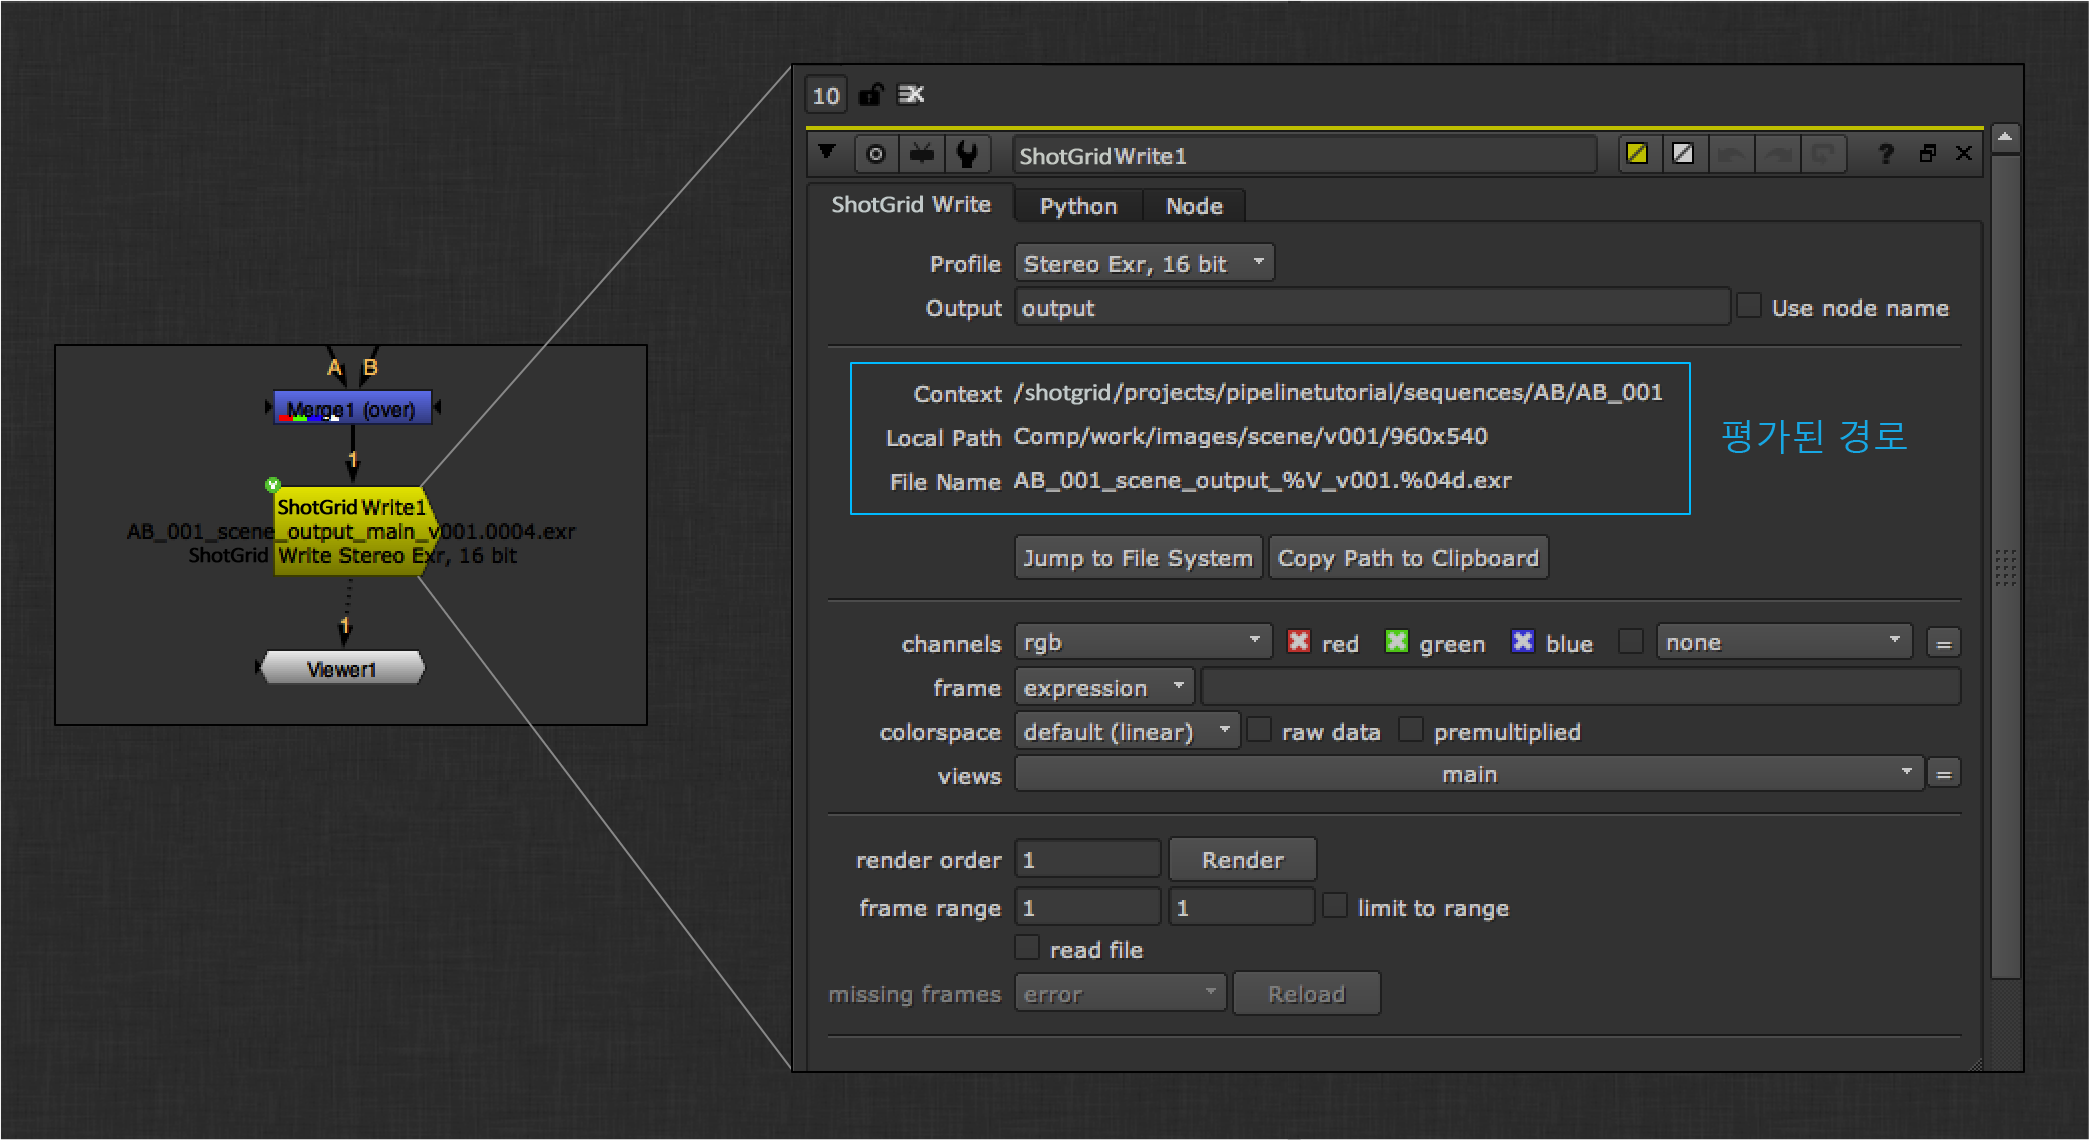 A B
Merge1 (over)
1
ShotGrid Write1
AB_001_scene_output_main_v001.0004.exr
ShotGrid Write Stereo Exr, 16 bit
1
Viewer1
10
ShotGridWrite1 ?
ShotGrid Write Python Node
Profile Stereo Exr, 16 bit
Output output Use node name
Context /shotgrid/projects/pipelinetutorial/sequences/AB/AB_001
Local Path Comp/work/images/scene/v001/960x540
File Name AB_001_scene_output_%V_v001.%04d.exr
평가된 경로
Jump to File System Copy Path to Clipboard
channels rgb red green blue none =
frame expression
colorspace default (linear) raw data premultiplied
views main =
render order 1 Render
frame range 1 1 limit to range
read file
missing frames error Reload